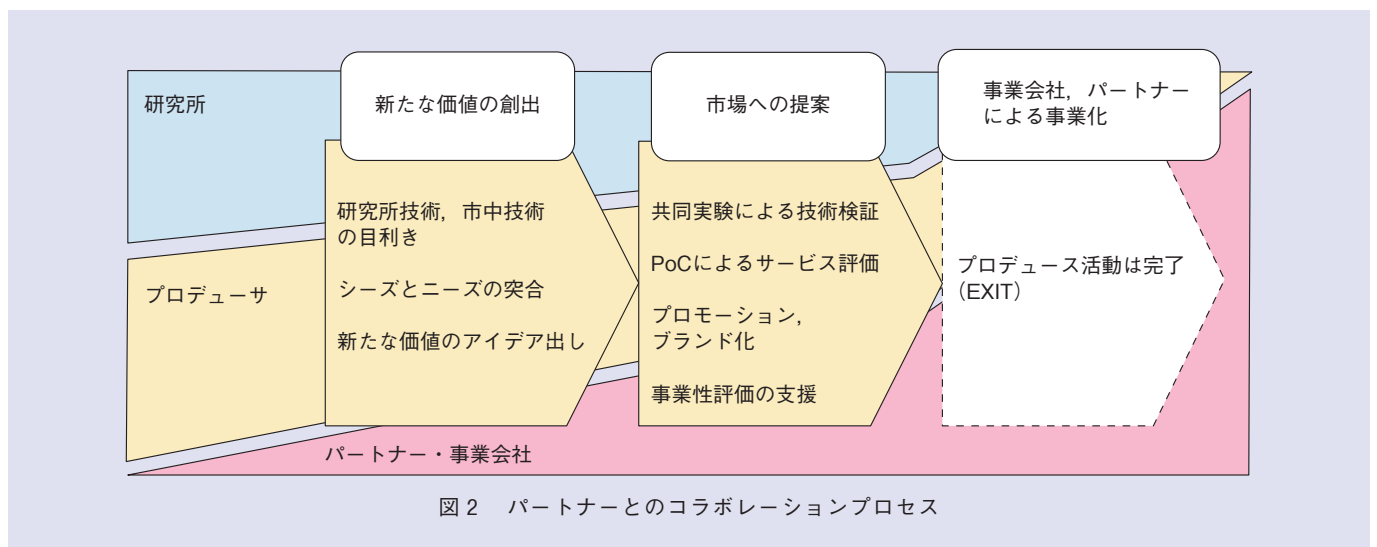 研究所
新たな価値の創出
市場への提案
事業会社，パートナー
による事業化
プロデューサ
研究所技術，市中技術
の目利き
シーズとニーズの突合
新たな価値のアイデア出し
共同実験による技術検証
PoCによるサービス評価
プロモーション，
ブランド化
事業性評価の支援
プロデュース活動は完了
（EXIT）
パートナー・事業会社
図 2　パートナーとのコラボレーションプロセス